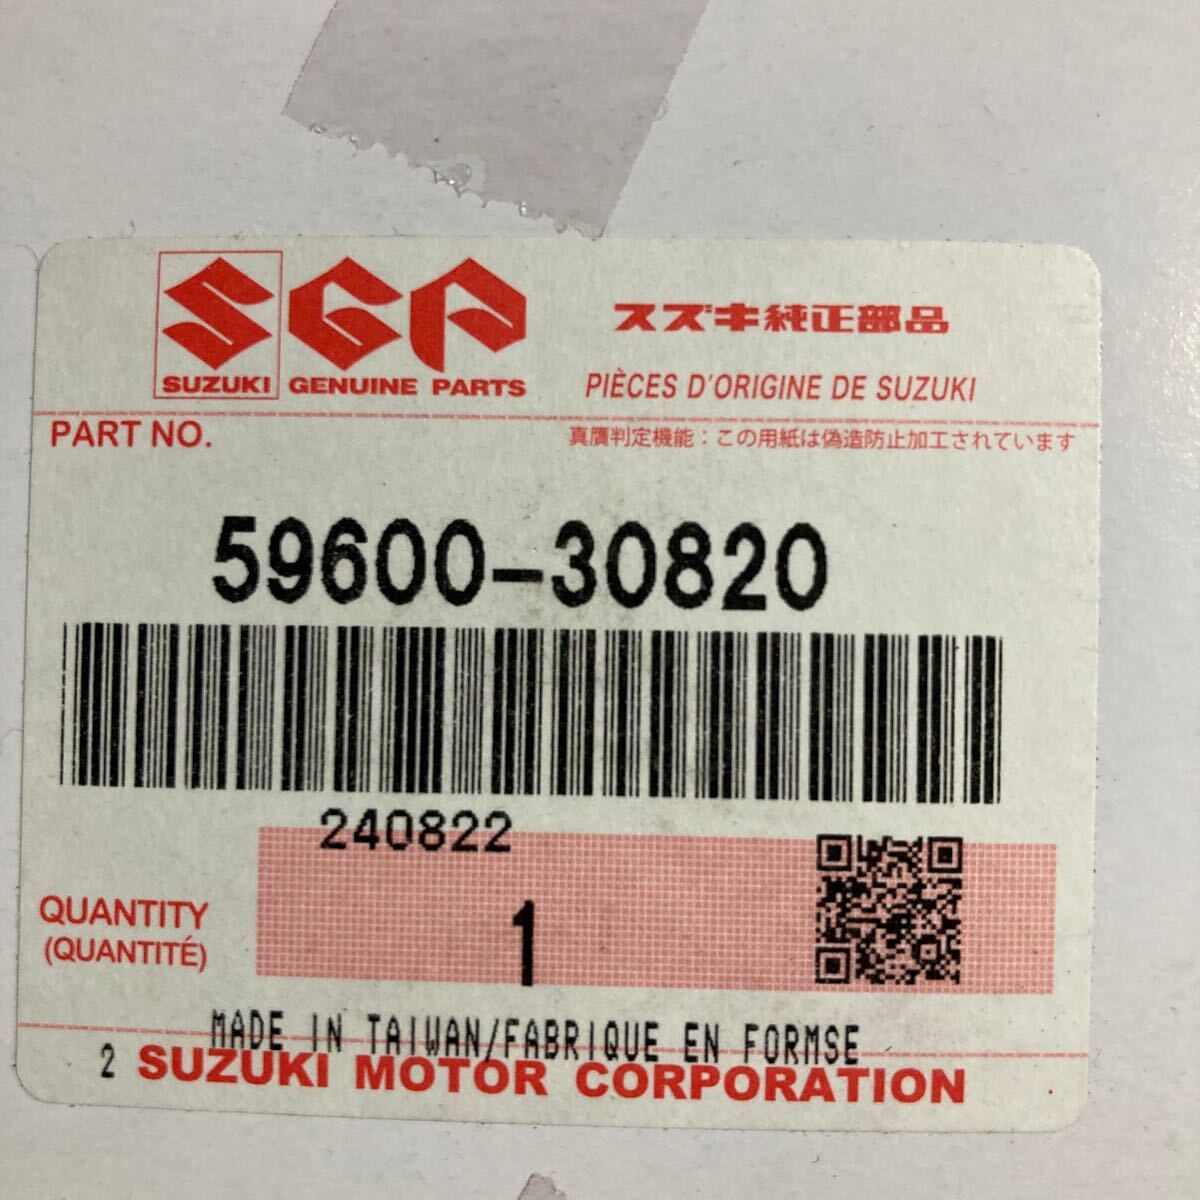 SGP
スズキ純正部品
SUZUKI GENUINE PARTS
PIÈCES D'ORIGINE DE SUZUKI
PART NO.
真贋判定機能：この用紙は偽造防止加工されています
59600-30820
240822
QUANTITY
(QUANTITÉ)
1
MADE IN TAIWAN/FABRIQUE EN FORMSE
2 SUZUKI MOTOR CORPORATION